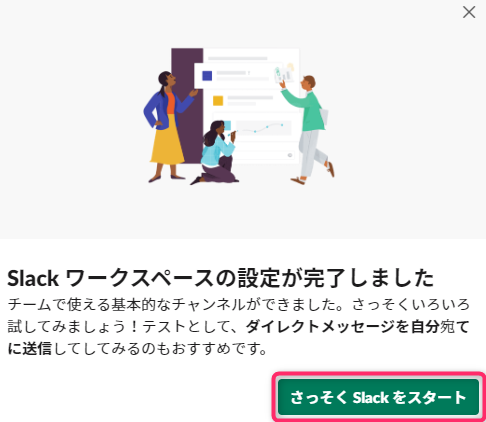 Slack ワークスペースの設定が完了しました
チームで使える基本的なチャンネルができました。さっそくいろいろ
試してみましょう！テストとして、ダイレクトメッセージを自分宛て
に送信してしてみるのもおすすめです。
さっそく Slack をスタート